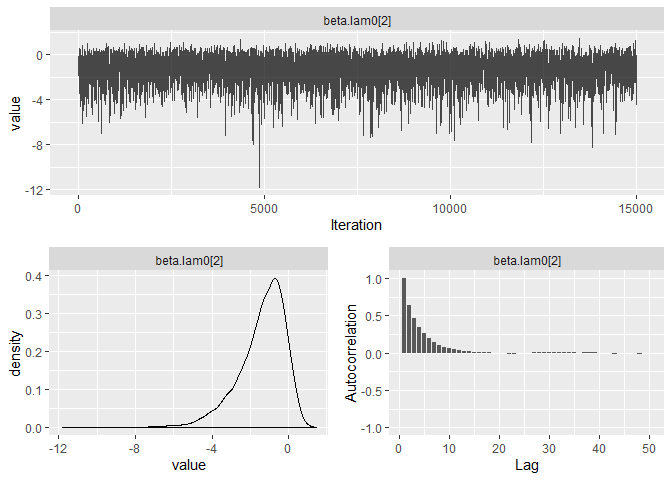 beta.lam0[2]
0
-4
-8
-12
value
0 5000 10000 15000
Iteration
beta.lam0[2]
0.4
0.3
0.2
0.1
0.0
density
-12 -8 -4 0
value
beta.lam0[2]
1.0
0.5
0.0
-0.5
-1.0
Autocorrelation
0 10 20 30 40 50
Lag